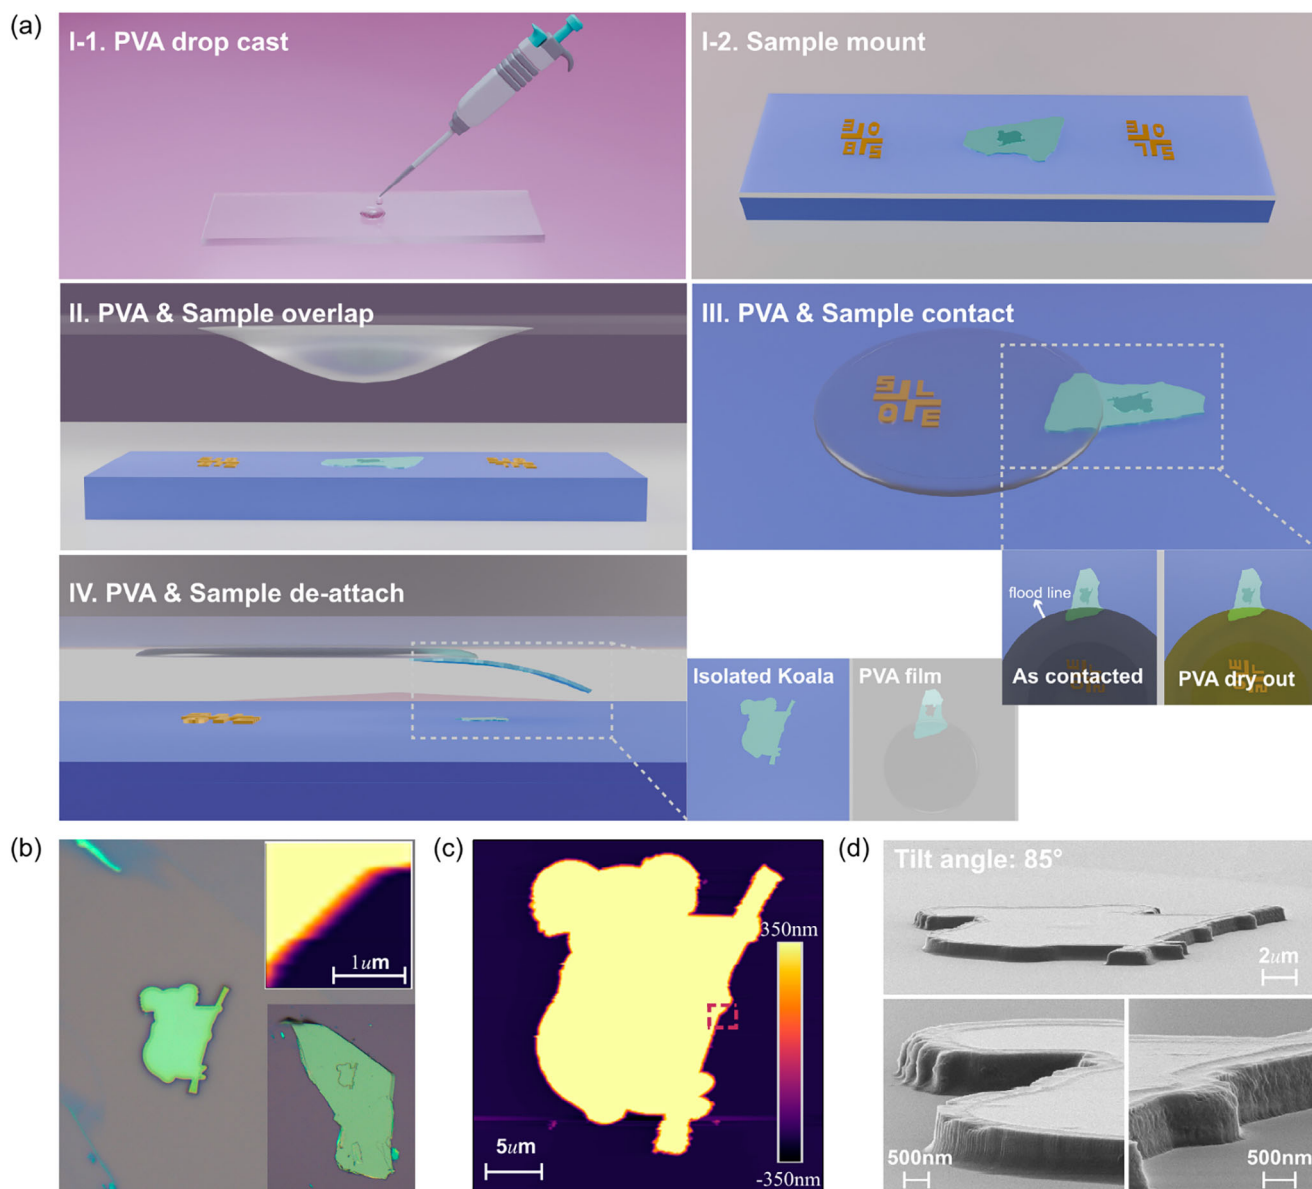 (a)
I-1. PVA drop cast
I-2. Sample mount
II. PVA & Sample overlap
III. PVA & Sample contact
S L
O E
IV. PVA & Sample de-attach
flood line
As contacted
PVA dry out
Isolated Koala
PVA film
(b)
1um
(c)
350nm
-350nm
5um
(d)
Tilt angle: 85°
2um
500nm
500nm